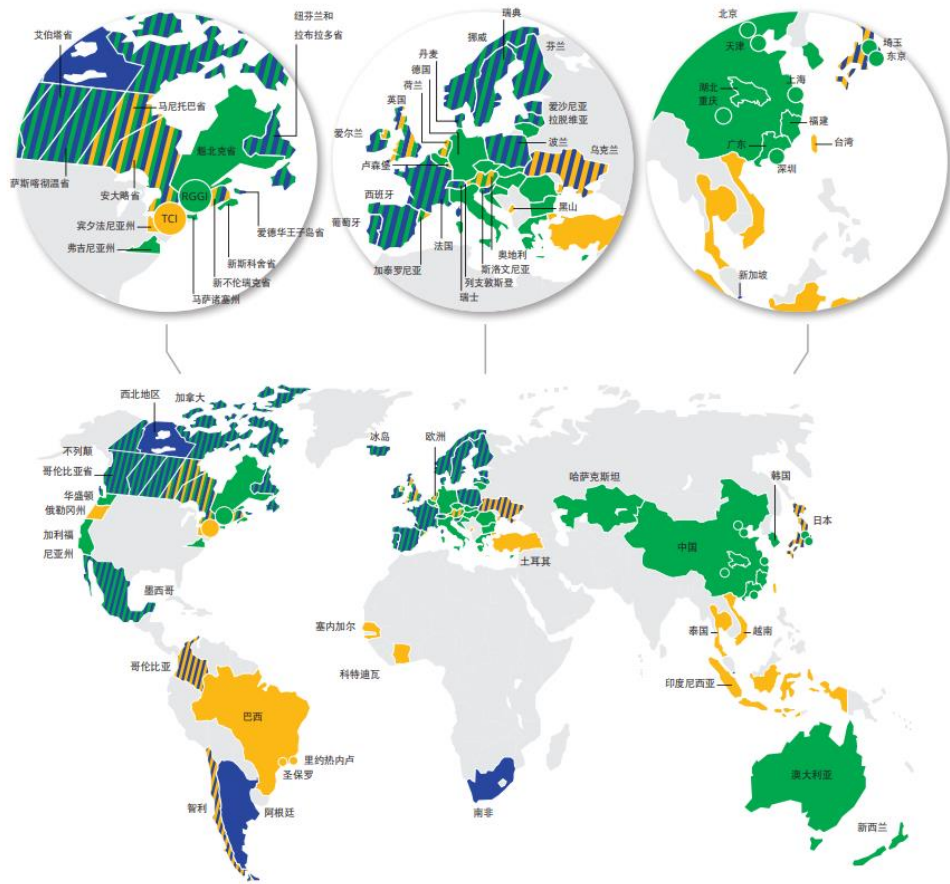 纽芬兰和
拉布拉多省
艾伯塔省
马尼托巴省
魁北克省
萨斯喀彻温省
安大略省
RGGI
TCI
宾夕法尼亚州
弗吉尼亚州
爱德华王子岛省
新斯科舍省
新不伦瑞克省
马萨诸塞州
瑞典
挪威
芬兰
丹麦
德国
荷兰
英国
爱沙尼亚
拉脱维亚
爱尔兰
波兰
乌克兰
卢森堡
西班牙
黑山
葡萄牙
法国
奥地利
加泰罗尼亚
斯洛文尼亚
列支敦斯登
瑞士
北京
天津
埼玉
东京
上海
湖北
重庆
福建
广东
台湾
深圳
新加坡
西北地区
加拿大
不列颠
哥伦比亚省
华盛顿
俄勒冈州
加利福
尼亚州
墨西哥
冰岛
欧洲
哈萨克斯坦
韩国
日本
中国
土耳其
塞内加尔
科特迪瓦
泰国
越南
印度尼西亚
哥伦比亚
巴西
里约热内卢
圣保罗
智利
阿根廷
南非
澳大利亚
新西兰